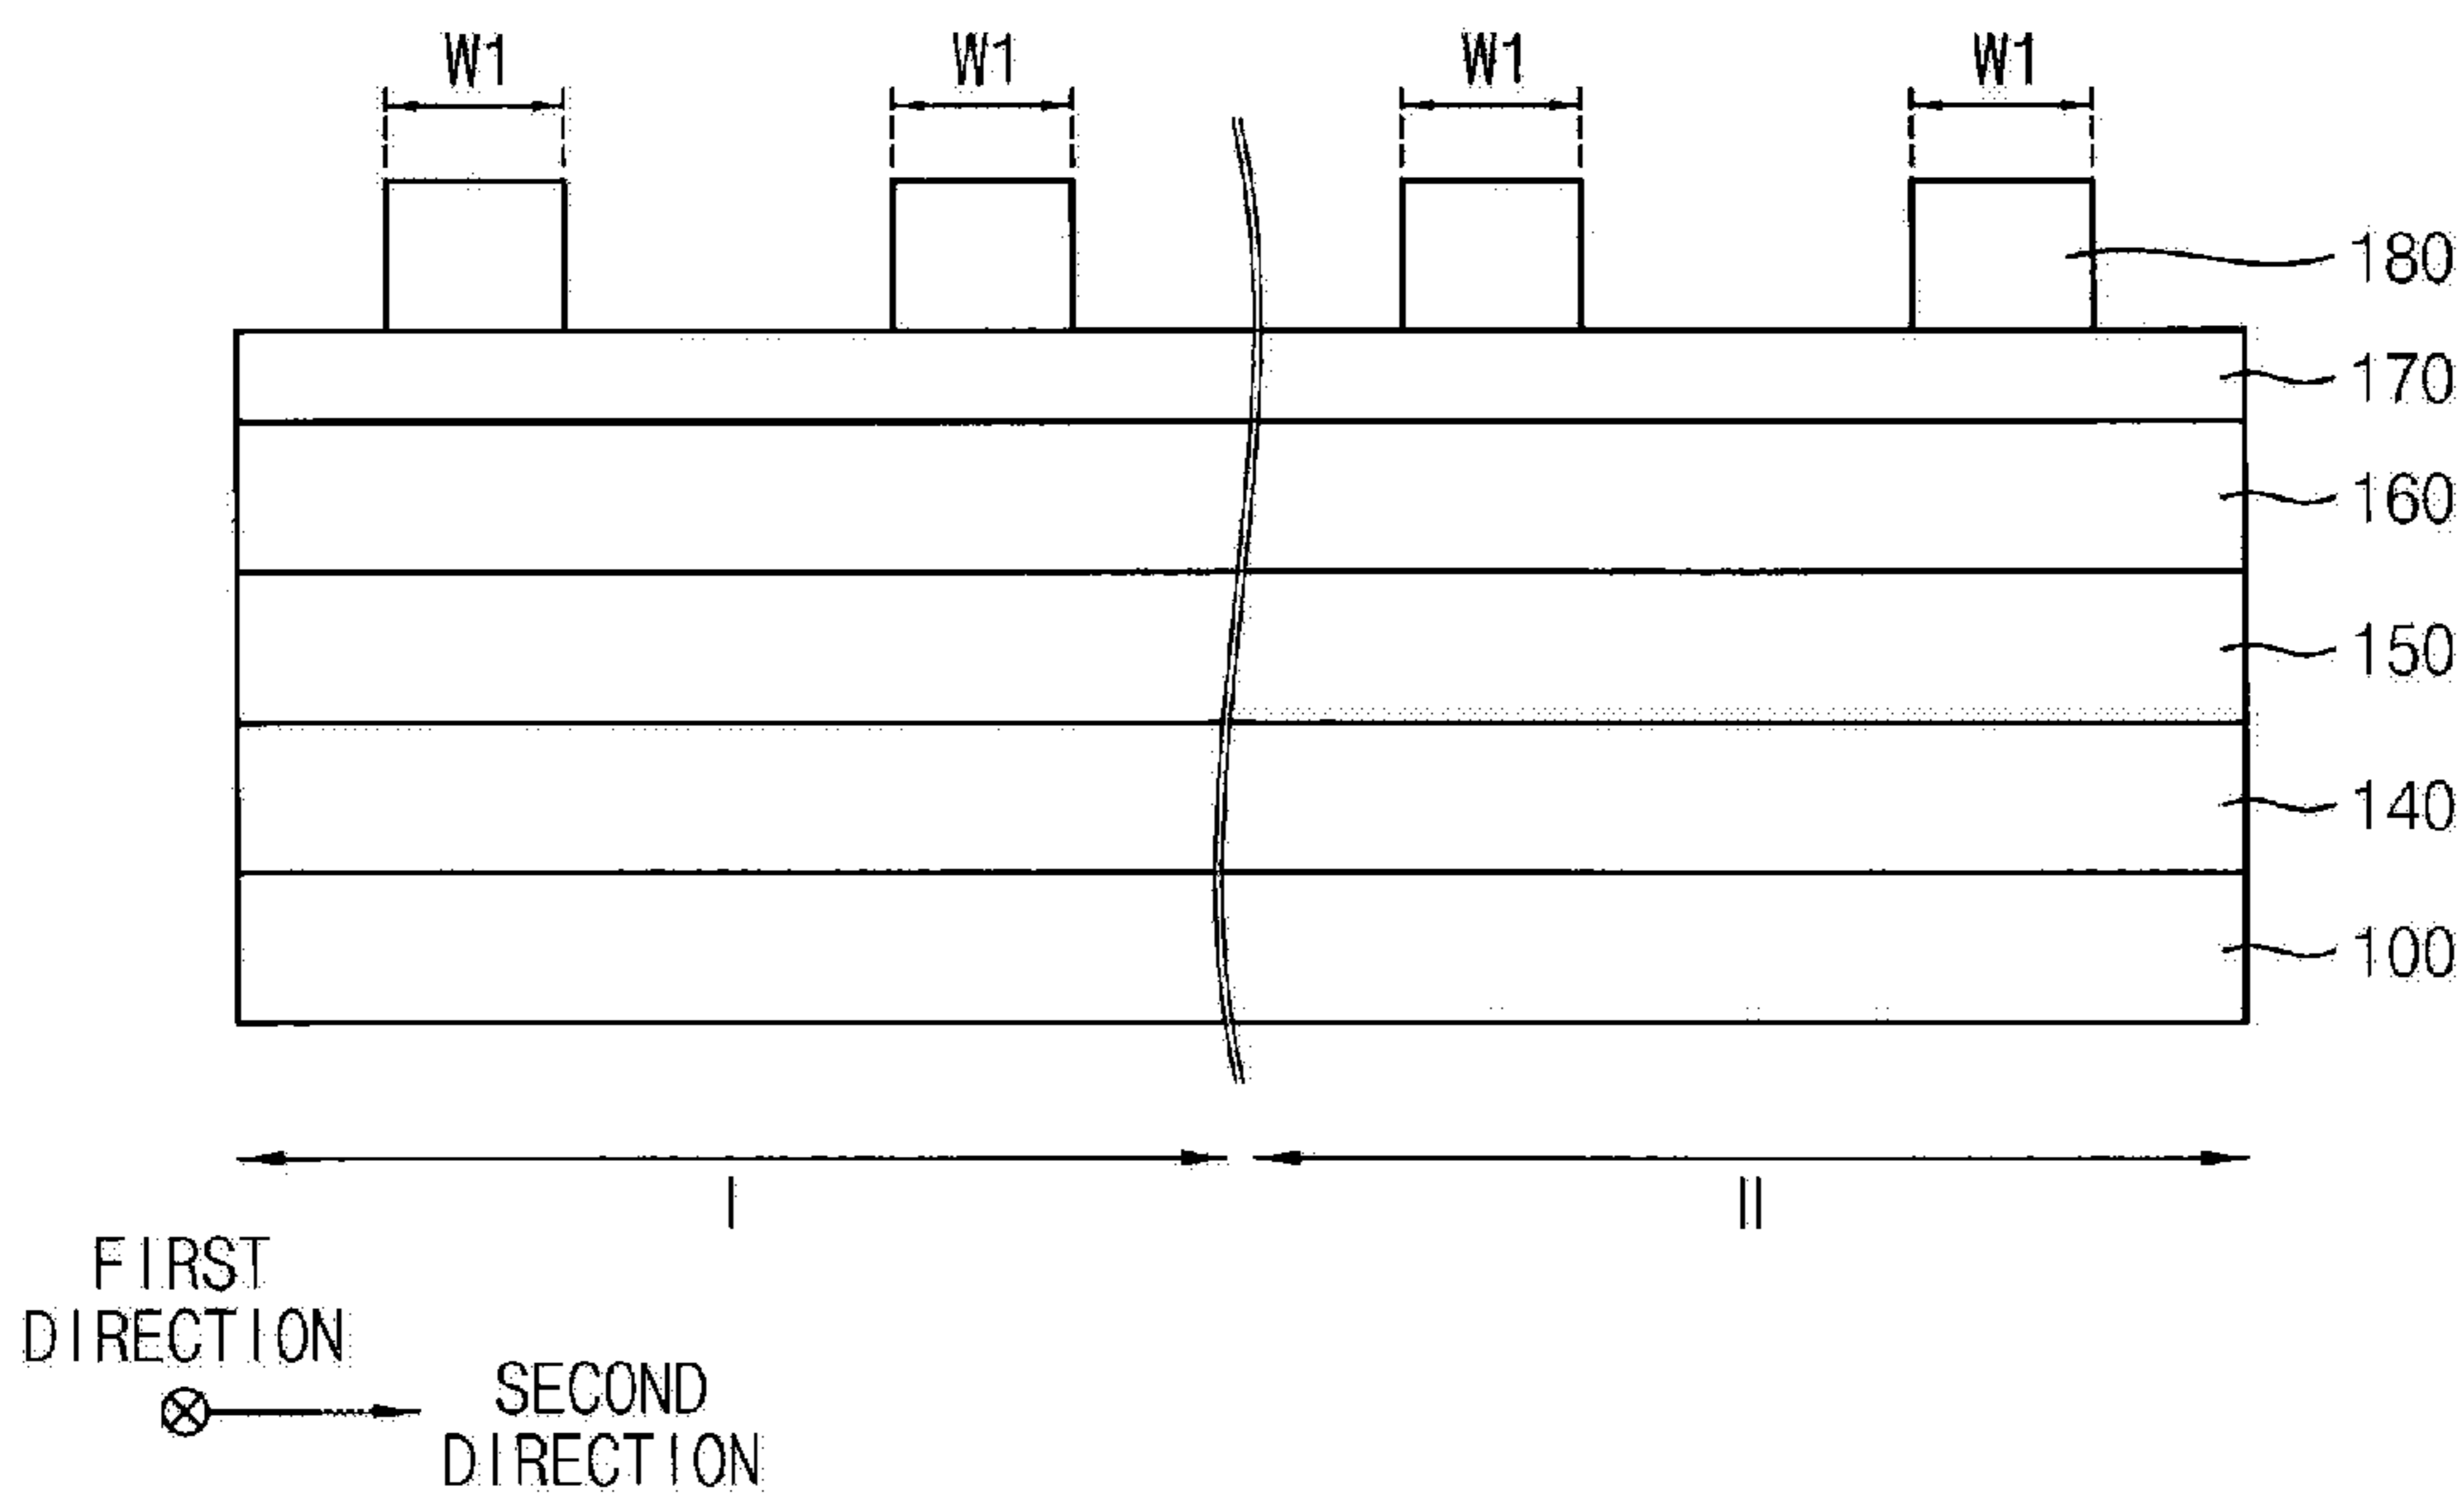 W1 W1 W1 W1
180
170
160
150
140
100
I II
FIRST
DIRECTION
SECOND
DIRECTION